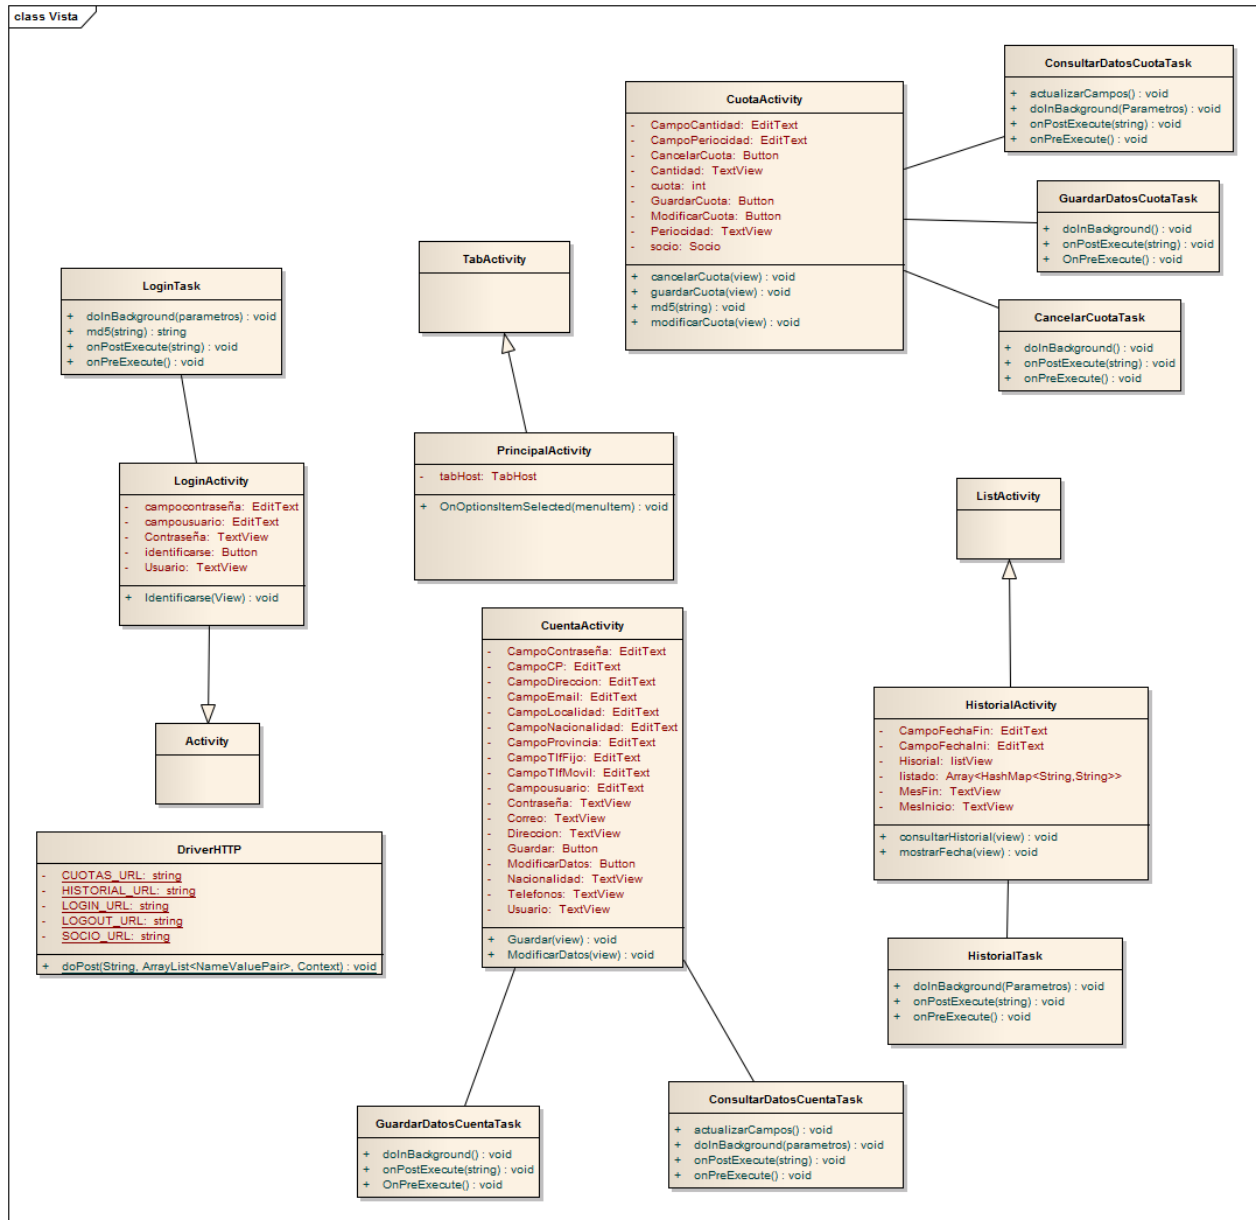 class Vista
ConsultarDatosCuotaTask
+ actualizarCampos() : void
+ doInBackground(Parametros) : void
+ onPostExecute(string) : void
+ onPreExecute() : void
CuotaActivity
- CampoCantidad: EditText
- CampoPeriocidad: EditText
- CancelarCuota: Button
- Cantidad: TextView
- cuota: int
- GuardarCuota: Button
- ModificarCuota: Button
- Periocidad: TextView
- socio: Socio
+ cancelarCuota(view) : void
+ guardarCuota(view) : void
+ md5(string) : void
+ modificarCuota(view) : void
GuardarDatosCuotaTask
+ doInBackground() : void
+ onPostExecute(string) : void
+ OnPreExecute() : void
CancelarCuotaTask
+ doInBackground() : void
+ onPostExecute(string) : void
+ onPreExecute() : void
TabActivity
LoginTask
+ doInBackground(parametros) : void
+ md5(string) : string
+ onPostExecute(string) : void
+ onPreExecute() : void
PrincipalActivity
- tabHost: TabHost
+ OnOptionsItemSelected(menuItem) : void
LoginActivity
- campocontraseña: EditText
- campousuario: EditText
- Contraseña: TextView
- identificarse: Button
- Usuario: TextView
+ Identificarse(View) : void
ListActivity
CuentaActivity
- CampoContraseña: EditText
- CampoCP: EditText
- CampoDireccion: EditText
- CampoEmail: EditText
- CampoLocalidad: EditText
- CampoNacionalidad: EditText
- CampoProvincia: EditText
- CampoTlfFijo: EditText
- CampoTlfMovil: EditText
- Campousuario: EditText
- Contraseña: TextView
- Correo: TextView
- Direccion: TextView
- Guardar: Button
- ModificarDatos: Button
- Nacionalidad: TextView
- Telefonos: TextView
- Usuario: TextView
+ Guardar(view) : void
+ ModificarDatos(view) : void
Activity
HistorialActivity
- CampoFechaFin: EditText
- CampoFechaIni: EditText
- Hisorial: listView
- listado: Array<HashMap<String,String>>
- MesFin: TextView
- MesInicio: TextView
+ consultarHistorial(view) : void
+ mostrarFecha(view) : void
DriverHTTP
- CUOTAS_URL: string
- HISTORIAL_URL: string
- LOGIN_URL: string
- LOGOUT_URL: string
- SOCIO_URL: string
+ doPost(String, ArrayList<NameValuePair>, Context) : void
HistorialTask
+ doInBackground(Parametros) : void
+ onPostExecute(string) : void
+ onPreExecute() : void
GuardarDatosCuentaTask
+ doInBackground() : void
+ onPostExecute(string) : void
+ OnPreExecute() : void
ConsultarDatosCuentaTask
+ actualizarCampos() : void
+ doInBackground(parametros) : void
+ onPostExecute(string) : void
+ onPreExecute() : void